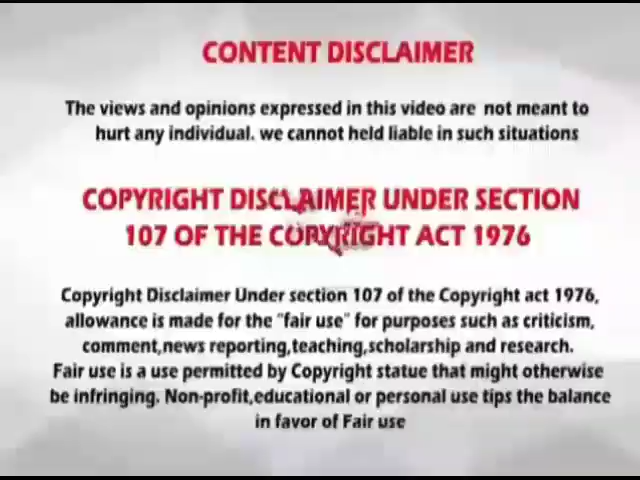 CONTENT DISCLAIMER
The views and opinions expressed in this video are not meant to
hurt any individual. we cannot held liable in such situations
COPYRIGHT DISCLAIMER UNDER SECTION
107 OF THE COPYRIGHT ACT 1976
Copyright Disclaimer Under section 107 of the Copyright act 1976,
allowance is made for the "fair use" for purposes such as criticism,
comment,news reporting,teaching,scholarship and research.
Fair use is a use permitted by Copyright statue that might otherwise
be infringing. Non-profit,educational or personal use tips the balance
in favor of Fair use